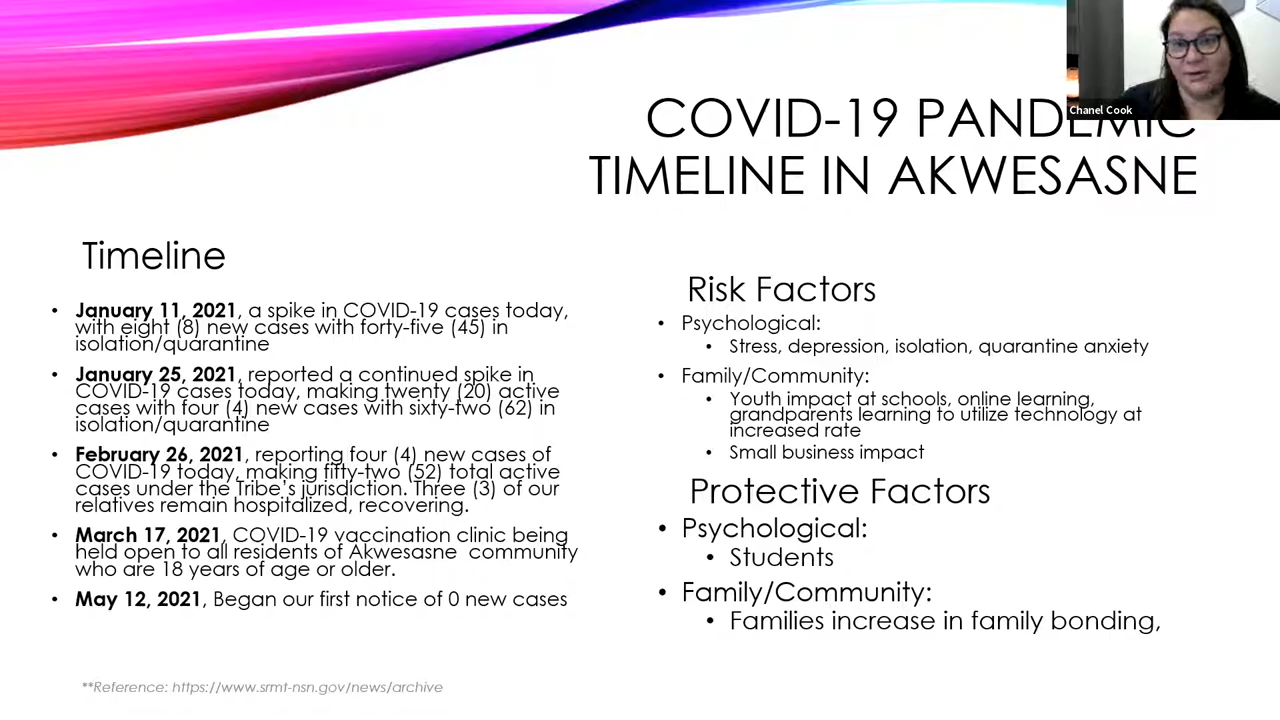 Chanel Cook
COVID-19 PANDEMIC
TIMELINE IN AKWESASNE
Timeline
• January 11, 2021, a spike in COVID-19 cases today,
with eight (8) new cases with forty-five (45) in
isolation/quarantine
• January 25, 2021, reported a continued spike in
COVID-19 cases today, making twenty (20) active
cases with four (4) new cases with sixty-two (62) in
isolation/quarantine
• February 26, 2021, reporting four (4) new cases of
COVID-19 today, making fifty-two (52) total active
cases under the Tribe's jurisdiction. Three (3) of our
relatives remain hospitalized, recovering.
• March 17, 2021, COVID-19 vaccination clinic being
held open to all residents of Akwesasne community
who are 18 years of age or older.
• May 12, 2021, Began our first notice of 0 new cases
**Reference: https://www.srmt-nsn.gov/news/archive
Risk Factors
• Psychological:
• Stress, depression, isolation, quarantine anxiety
• Family/Community:
• Youth impact at schools, online learning,
grandparents learning to utilize technology at
increased rate
• Small business impact
Protective Factors
• Psychological:
• Students
• Family/Community:
• Families increase in family bonding,